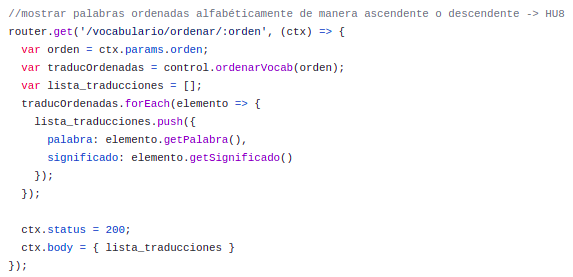 //mostrar palabras ordenadas alfabéticamente de manera ascendente o descendente -> HU8
router.get('/vocabulario/ordenar/:orden', (ctx) => {
  var orden = ctx.params.orden;
  var traducOrdenadas = control.ordenarVocab(orden);
  var lista_traducciones = [];
  traducOrdenadas.forEach(elemento => {
    lista_traducciones.push({
      palabra: elemento.getPalabra(),
      significado: elemento.getSignificado()
    });
  });

  ctx.status = 200;
  ctx.body = { lista_traducciones }
});